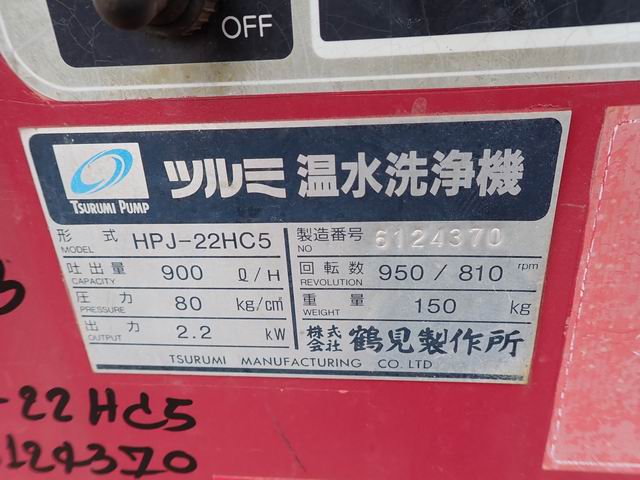 OFF
TSURUMI PUMP
ツルミ 温水洗浄機
形式 MODEL HPJ-22HC5
製造番号 NO 6124370
吐出量 CAPACITY 900 ℓ/H
回転数 REVOLUTION 950 / 810 rpm
圧力 PRESSURE 80 kg/cm²
重量 WEIGHT 150 kg
出力 OUTPUT 2.2 kW
株式会社 鶴見製作所
TSURUMI MANUFACTURING CO. LTD
-22HC5
124370